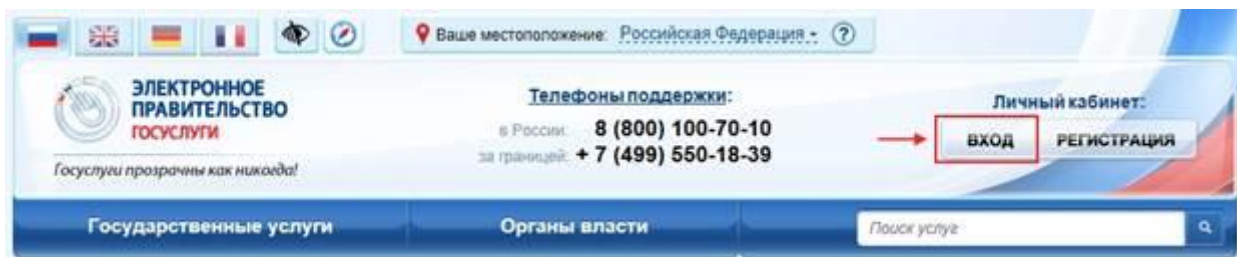 Ваше местоположение: Российская Федерация ?
ЭЛЕКТРОННОЕ
ПРАВИТЕЛЬСТВО
ГОСУСЛУГИ
Госуслуги прозрачны как никогда!
Телефоны поддержки:
в России: 8 (800) 100-70-10
за границей: + 7 (499) 550-18-39
Личный кабинет:
ВХОД РЕГИСТРАЦИЯ
Государственные услуги Органы власти Поиск услуг